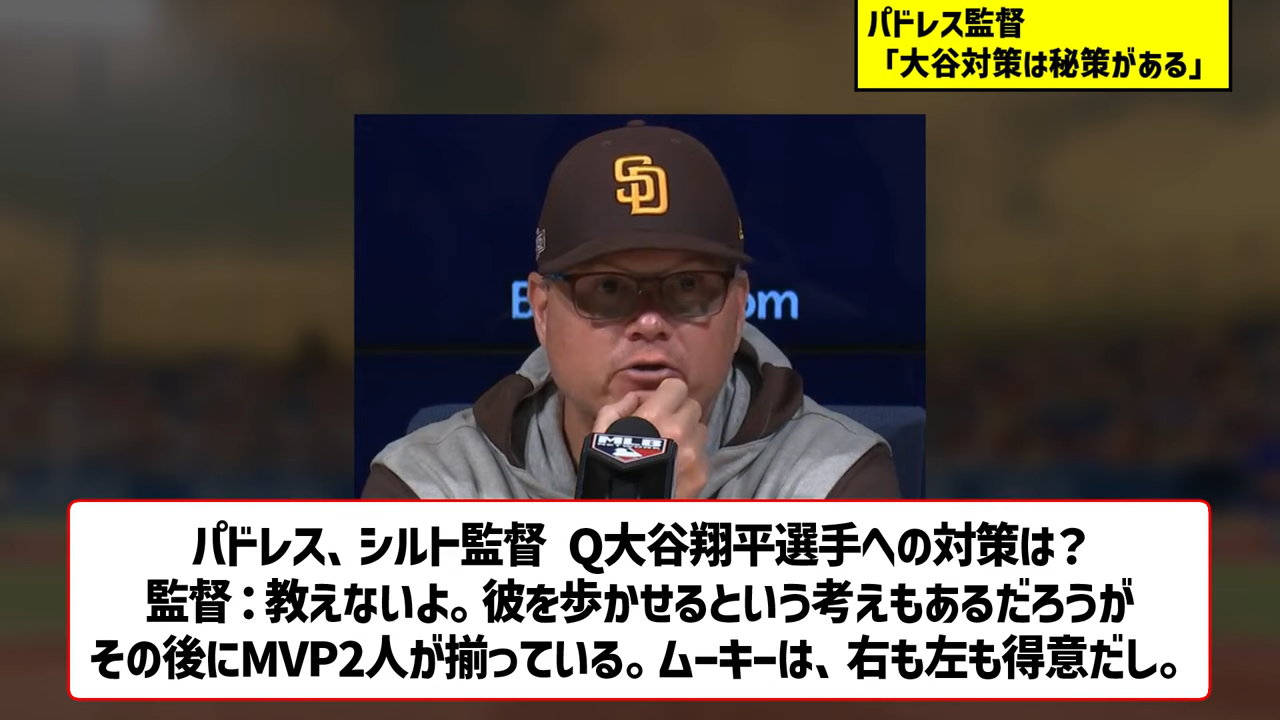 パドレス監督
「大谷対策は秘策がある」
SD
B
om
MLB
パドレス、シルト監督 Q大谷翔平選手への対策は？
監督：教えないよ。彼を歩かせるという考えもあるだろうが
その後にMVP2人が揃っている。ムーキーは、右も左も得意だし。